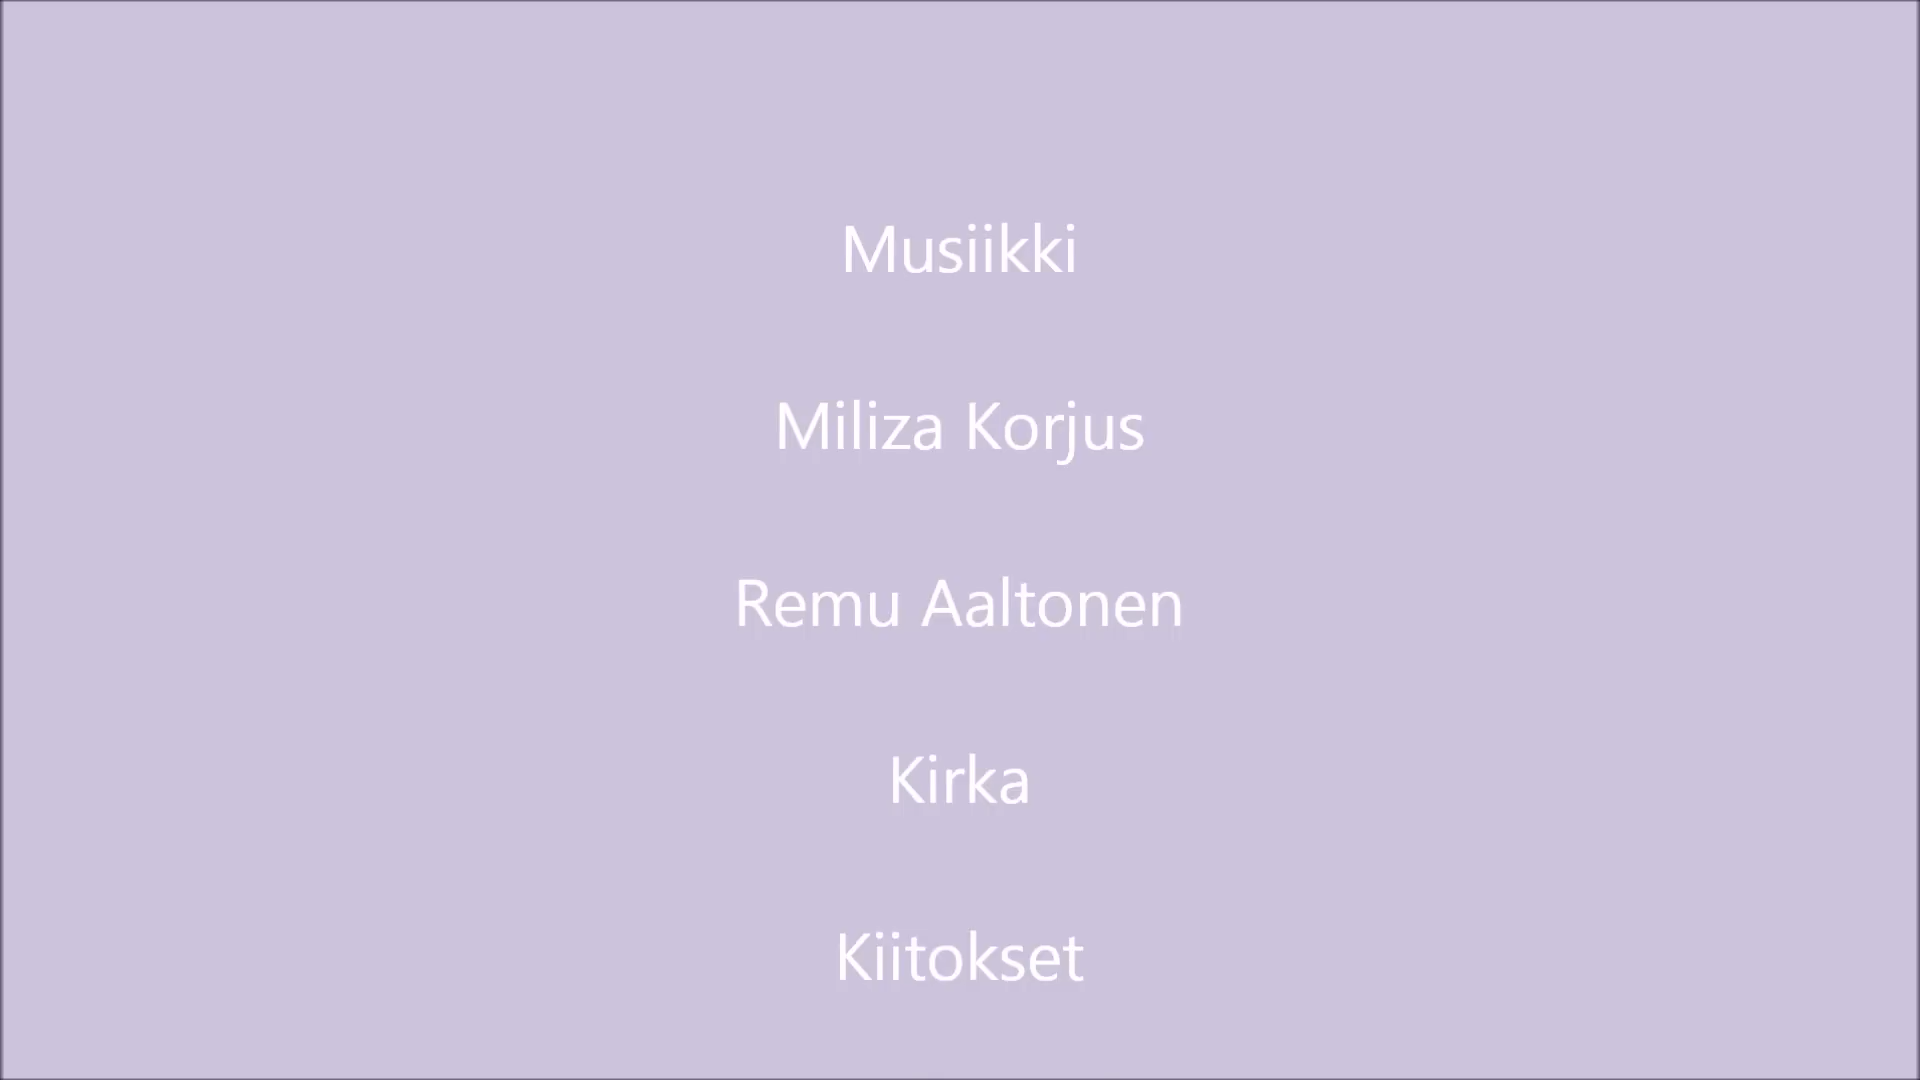 Musiikki
Miliza Korjus
Remu Aaltonen
Kirka
Kiitokset